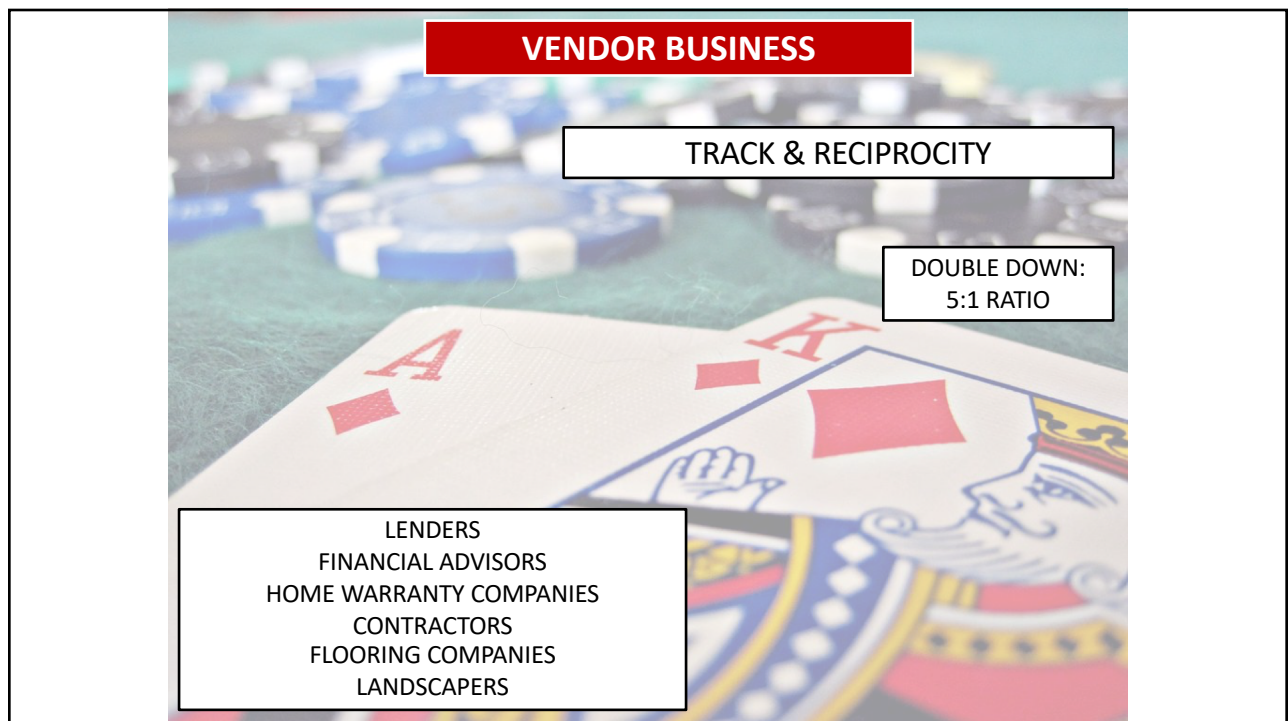 VENDOR BUSINESS
TRACK & RECIPROCITY
DOUBLE DOWN:
5:1 RATIO
A
K
LENDERS
FINANCIAL ADVISORS
HOME WARRANTY COMPANIES
CONTRACTORS
FLOORING COMPANIES
LANDSCAPERS